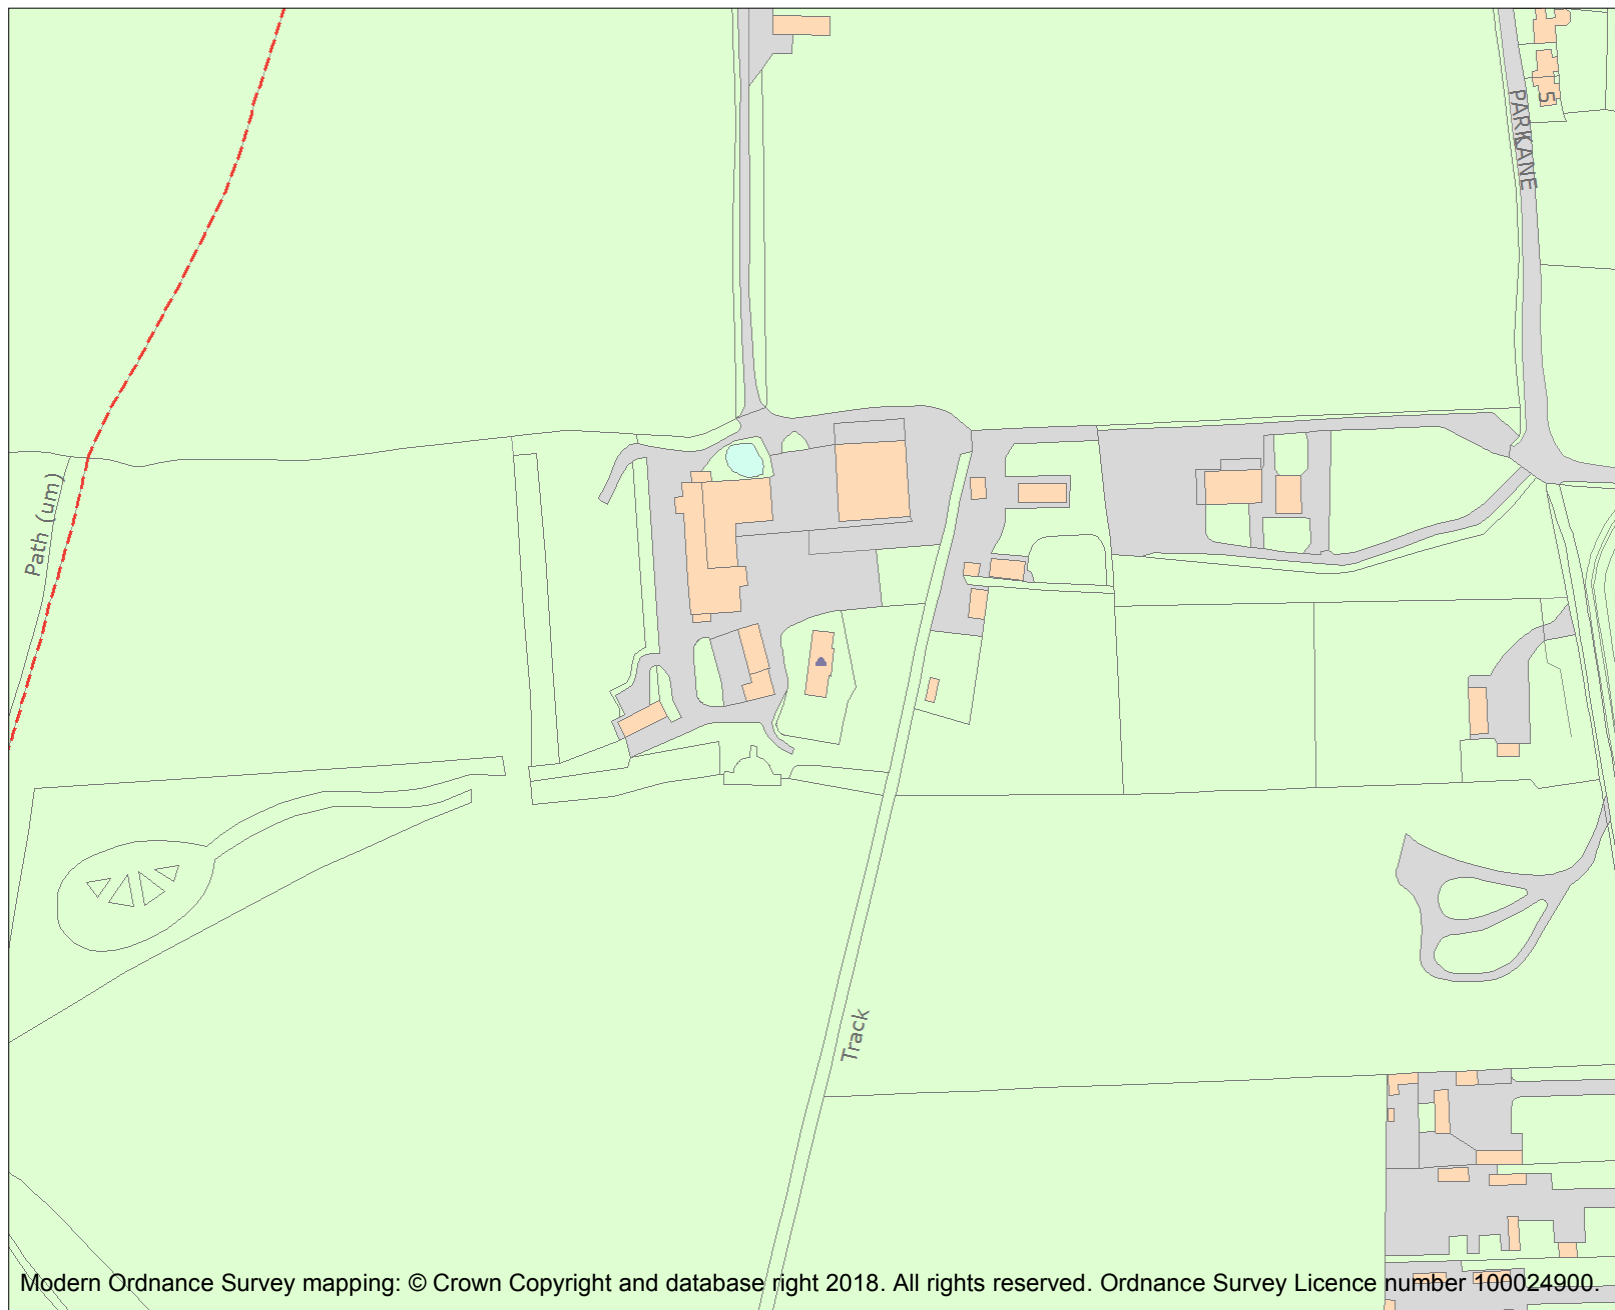 PARKANE
5
Path (um)
Track
Modern Ordnance Survey mapping: © Crown Copyright and database right 2018. All rights reserved. Ordnance Survey Licence number 100024900.